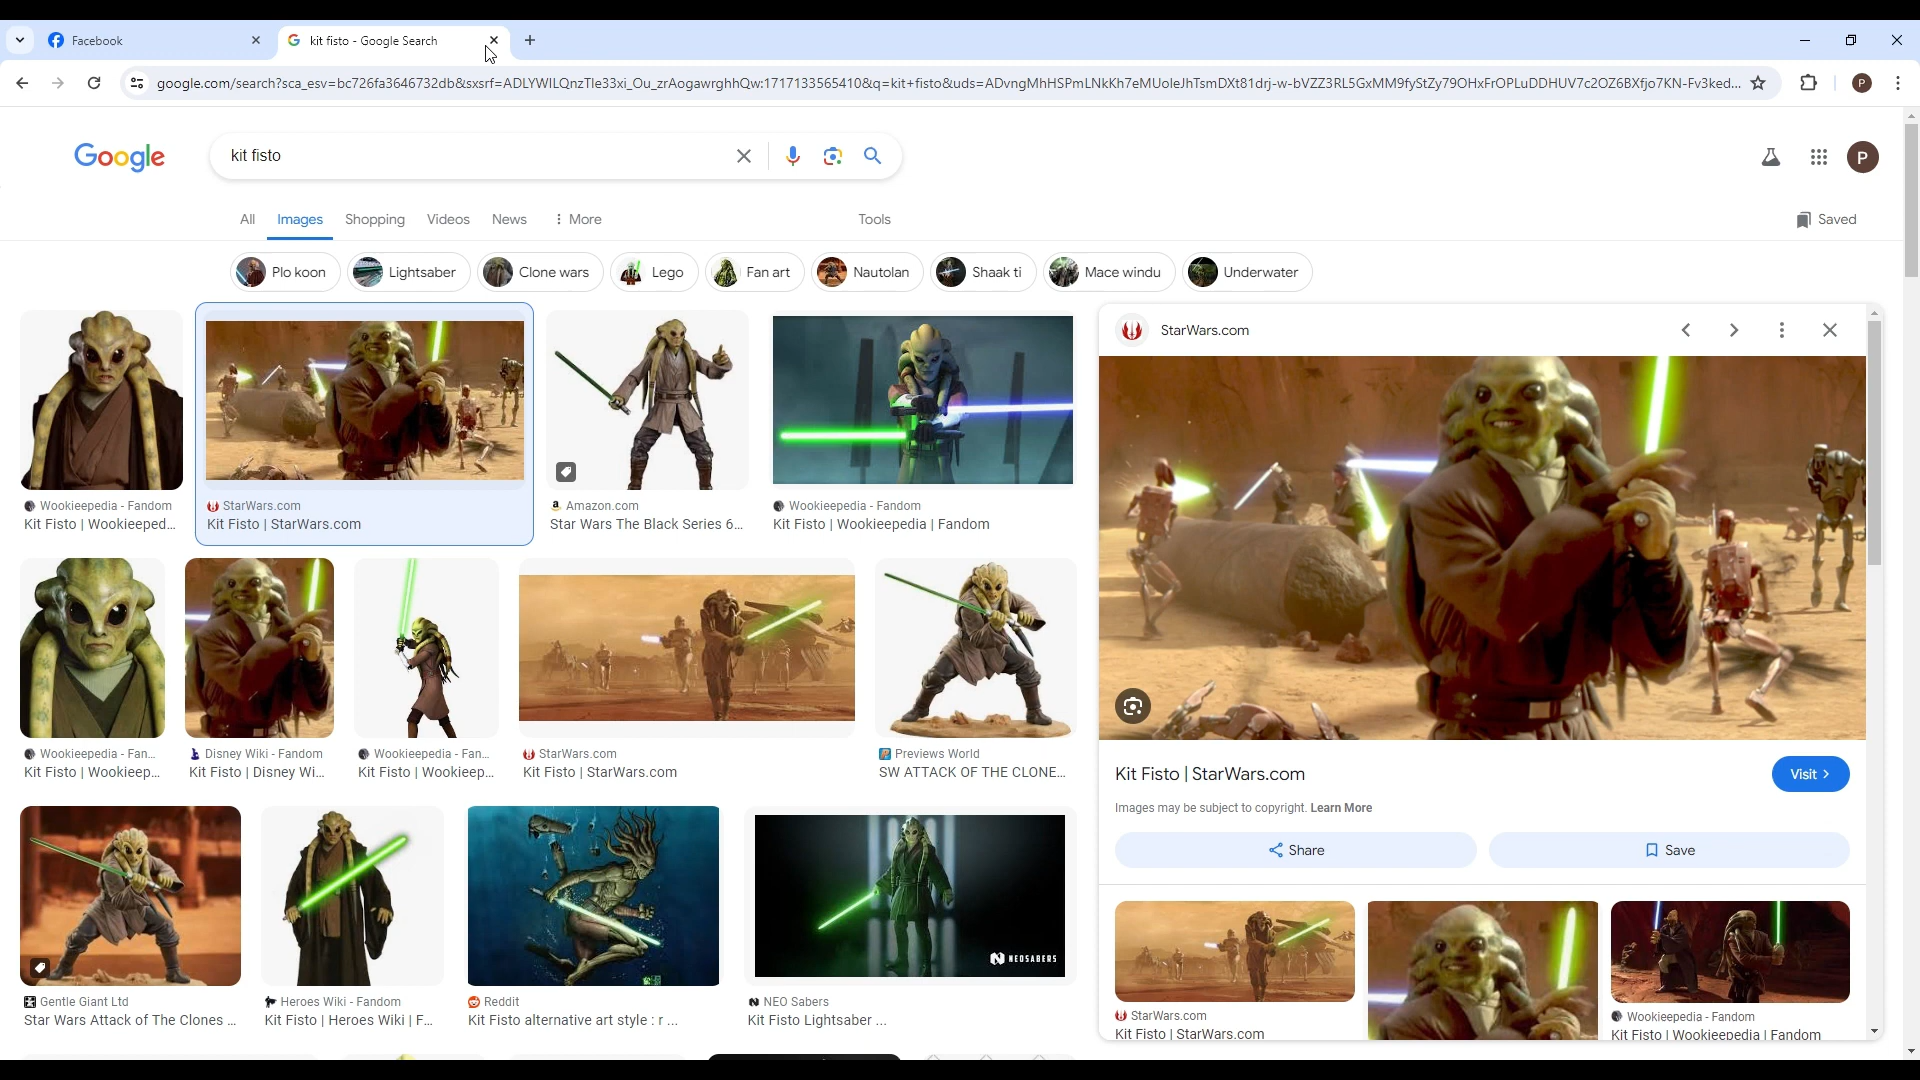 Facebook
kit fisto - Google Search
google.com/search?sca_esv=bc726fa3646732db&sxsrf=ADLYWILQnzTIe33xi_Ou_zrAogawrghhQw:1717133565410&q=kit+fisto&uds=ADvngMhHSPmLNkKh7eMUoleJhTsmDXt81drj-w-bVZZ3RL5GxMM9fyStZy79OHxFrOPLuDDHUV7c2OZ6BXfjo7KN-Fv3ked...
P
Google
kit fisto
P
All Images Shopping Videos News More Tools
Saved
Plo koon Lightsaber Clone wars Lego Fan art Nautolan Shaak ti Mace windu Underwater
Wookieepedia - Fandom
Kit Fisto | Wookieeped...
StarWars.com
Kit Fisto | StarWars.com
Amazon.com
Star Wars The Black Series 6...
Wookieepedia - Fandom
Kit Fisto | Wookieepedia | Fandom
Wookieepedia - Fan...
Kit Fisto | Wookieep...
Disney Wiki - Fandom
Kit Fisto | Disney Wi...
Wookieepedia - Fan...
Kit Fisto | Wookieep...
StarWars.com
Kit Fisto | StarWars.com
Previews World
SW ATTACK OF THE CLONE...
Gentle Giant Ltd
Star Wars Attack of The Clones ...
Heroes Wiki - Fandom
Kit Fisto | Heroes Wiki | F...
Reddit
Kit Fisto alternative art style : r ...
NEOSABERS
NEO Sabers
Kit Fisto Lightsaber ...
StarWars.com
Kit Fisto | StarWars.com
Visit
Images may be subject to copyright. Learn More
Share
Save
StarWars.com
Kit Fisto | StarWars.com
Wookieepedia - Fandom
Kit Fisto | Wookieepedia | Fandom